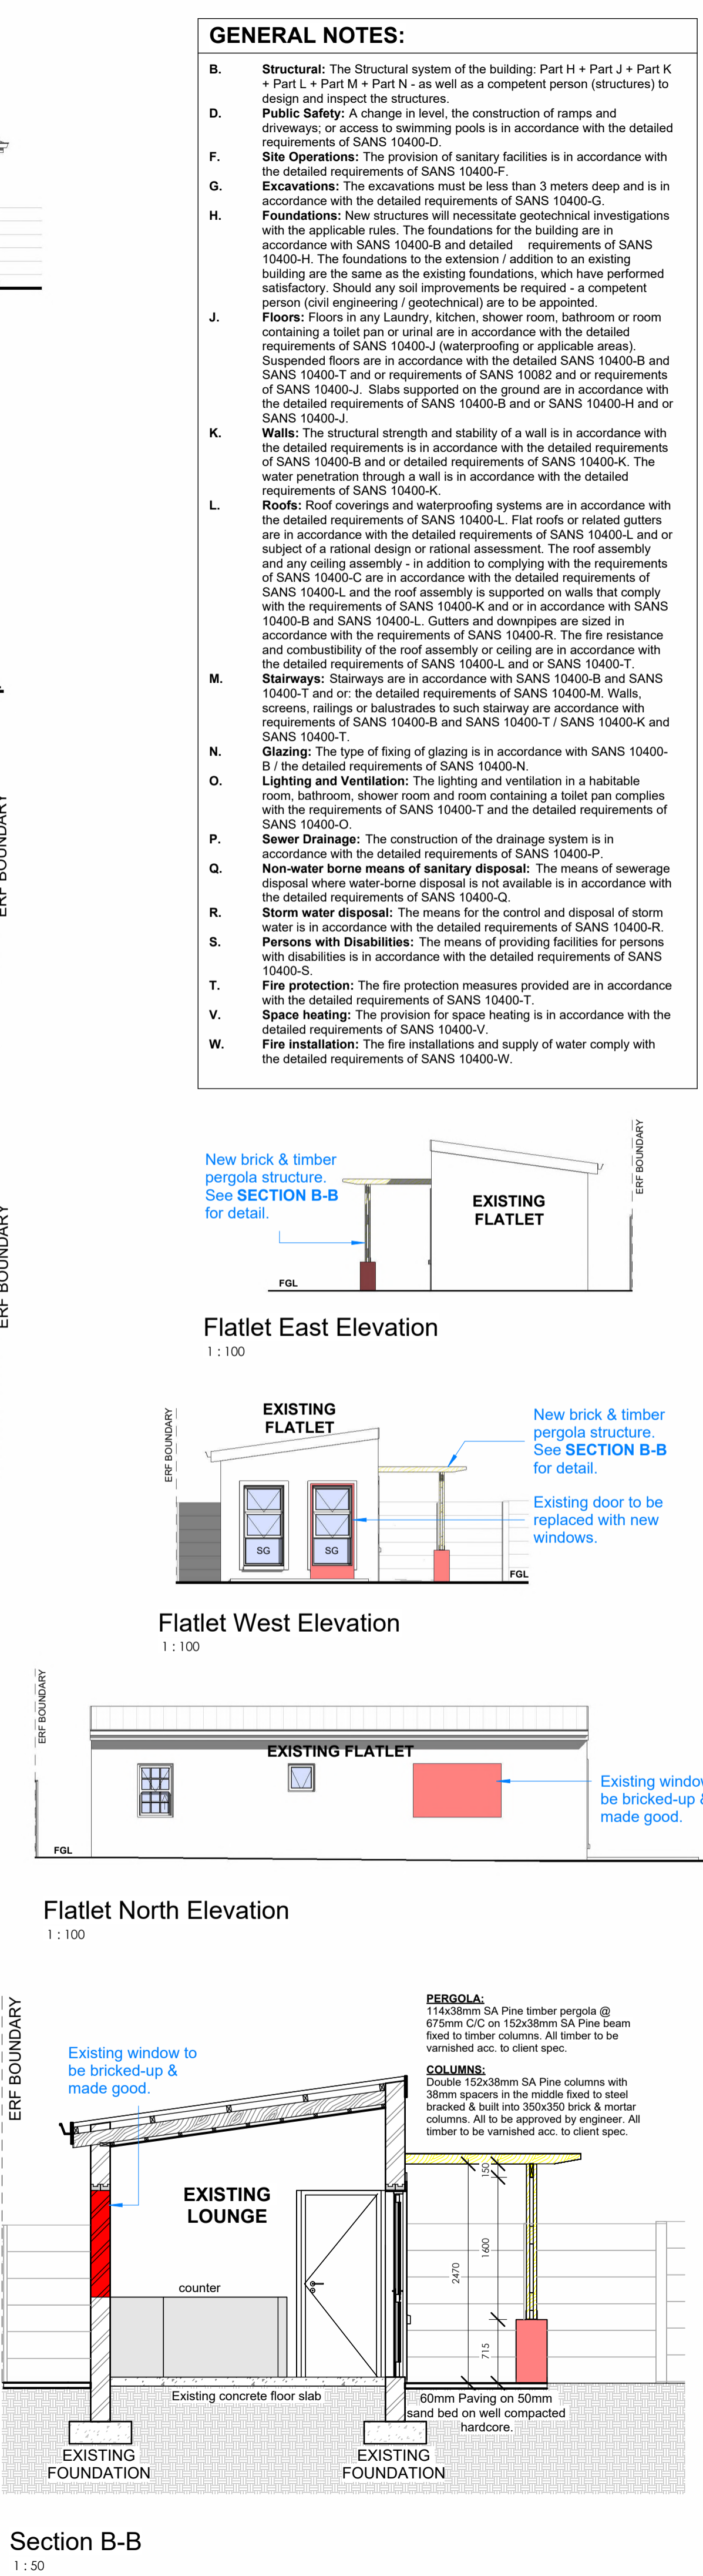 GENERAL NOTES:
B. Structural: The Structural system of the building: Part H + Part J + Part K
+ Part L + Part M + Part N - as well as a competent person (structures) to
design and inspect the structures.
D. Public Safety: A change in level, the construction of ramps and
driveways; or access to swimming pools is in accordance with the detailed
requirements of SANS 10400-D.
F. Site Operations: The provision of sanitary facilities is in accordance with
the detailed requirements of SANS 10400-F.
G. Excavations: The excavations must be less than 3 meters deep and is in
accordance with the detailed requirements of SANS 10400-G.
H. Foundations: New structures will necessitate geotechnical investigations
with the applicable rules. The foundations for the building are in
accordance with SANS 10400-B and detailed requirements of SANS
10400-H. The foundations to the extension / addition to an existing
building are the same as the existing foundations, which have performed
satisfactory. Should any soil improvements be required - a competent
person (civil engineering / geotechnical) are to be appointed.
J. Floors: Floors in any Laundry, kitchen, shower room, bathroom or room
containing a toilet pan or urinal are in accordance with the detailed
requirements of SANS 10400-J (waterproofing or applicable areas).
Suspended floors are in accordance with the detailed SANS 10400-B and
SANS 10400-T and or requirements of SANS 10082 and or requirements
of SANS 10400-J. Slabs supported on the ground are in accordance with
the detailed requirements of SANS 10400-B and or SANS 10400-H and or
SANS 10400-J.
K. Walls: The structural strength and stability of a wall is in accordance with
the detailed requirements is in accordance with the detailed requirements
of SANS 10400-B and or detailed requirements of SANS 10400-K. The
water penetration through a wall is in accordance with the detailed
requirements of SANS 10400-K.
L. Roofs: Roof coverings and waterproofing systems are in accordance with
the detailed requirements of SANS 10400-L. Flat roofs or related gutters
are in accordance with the detailed requirements of SANS 10400-L and or
subject of a rational design or rational assessment. The roof assembly
and any ceiling assembly - in addition to complying with the requirements
of SANS 10400-C are in accordance with the detailed requirements of
SANS 10400-L and the roof assembly is supported on walls that comply
with the requirements of SANS 10400-K and or in accordance with SANS
10400-B and SANS 10400-L. Gutters and downpipes are sized in
accordance with the requirements of SANS 10400-R. The fire resistance
and combustibility of the roof assembly or ceiling are in accordance with
the detailed requirements of SANS 10400-L and or SANS 10400-T.
M. Stairways: Stairways are in accordance with SANS 10400-B and SANS
10400-T and or: the detailed requirements of SANS 10400-M. Walls,
screens, railings or balustrades to such stairway are accordance with
requirements of SANS 10400-B and SANS 10400-T / SANS 10400-K and
SANS 10400-T.
N. Glazing: The type of fixing of glazing is in accordance with SANS 10400-
B / the detailed requirements of SANS 10400-N.
O. Lighting and Ventilation: The lighting and ventilation in a habitable
room, bathroom, shower room and room containing a toilet pan complies
with the requirements of SANS 10400-T and the detailed requirements of
SANS 10400-O.
P. Sewer Drainage: The construction of the drainage system is in
accordance with the detailed requirements of SANS 10400-P.
Q. Non-water borne means of sanitary disposal: The means of sewerage
disposal where water-borne disposal is not available is in accordance with
the detailed requirements of SANS 10400-Q.
R. Storm water disposal: The means for the control and disposal of storm
water is in accordance with the detailed requirements of SANS 10400-R.
S. Persons with Disabilities: The means of providing facilities for persons
with disabilities is in accordance with the detailed requirements of SANS
10400-S.
T. Fire protection: The fire protection measures provided are in accordance
with the detailed requirements of SANS 10400-T.
V. Space heating: The provision for space heating is in accordance with the
detailed requirements of SANS 10400-V.
W. Fire installation: The fire installations and supply of water comply with
the detailed requirements of SANS 10400-W.
ERF BOUNDARY
ERF BOUNDARY
New brick & timber
pergola structure.
See SECTION B-B
for detail.
EXISTING
FLATLET
ERF BOUNDARY
FGL
Flatlet East Elevation
1 : 100
ERF BOUNDARY
EXISTING
FLATLET
New brick & timber
pergola structure.
See SECTION B-B
for detail.
Existing door to be
replaced with new
windows.
SG
SG
FGL
Flatlet West Elevation
1 : 100
ERF BOUNDARY
EXISTING FLATLET
Existing windo
be bricked-up &
made good.
FGL
Flatlet North Elevation
1 : 100
ERF BOUNDARY
Existing window to
be bricked-up &
made good.
PERGOLA:
114x38mm SA Pine timber pergola @
675mm C/C on 152x38mm SA Pine beam
fixed to timber columns. All timber to be
varnished acc. to client spec.
COLUMNS:
Double 152x38mm SA Pine columns with
38mm spacers in the middle fixed to steel
bracked & built into 350x350 brick & mortar
columns. All to be approved by engineer. All
timber to be varnished acc. to client spec.
EXISTING
LOUNGE
counter
150
1600
2470
715
Existing concrete floor slab
60mm Paving on 50mm
sand bed on well compacted
hardcore.
EXISTING
FOUNDATION
EXISTING
FOUNDATION
Section B-B
1 : 50